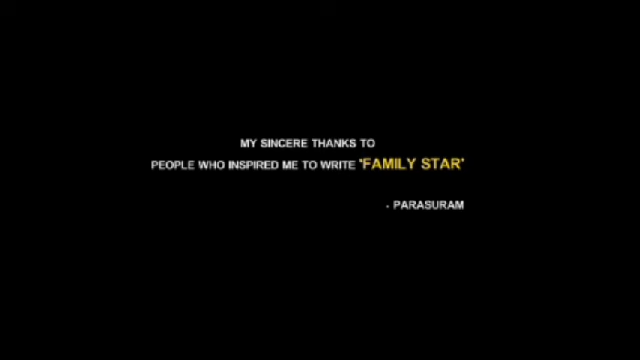 MY SINCERE THANKS TO
PEOPLE WHO INSPIRED ME TO WRITE 'FAMILY STAR'
- PARASURAM